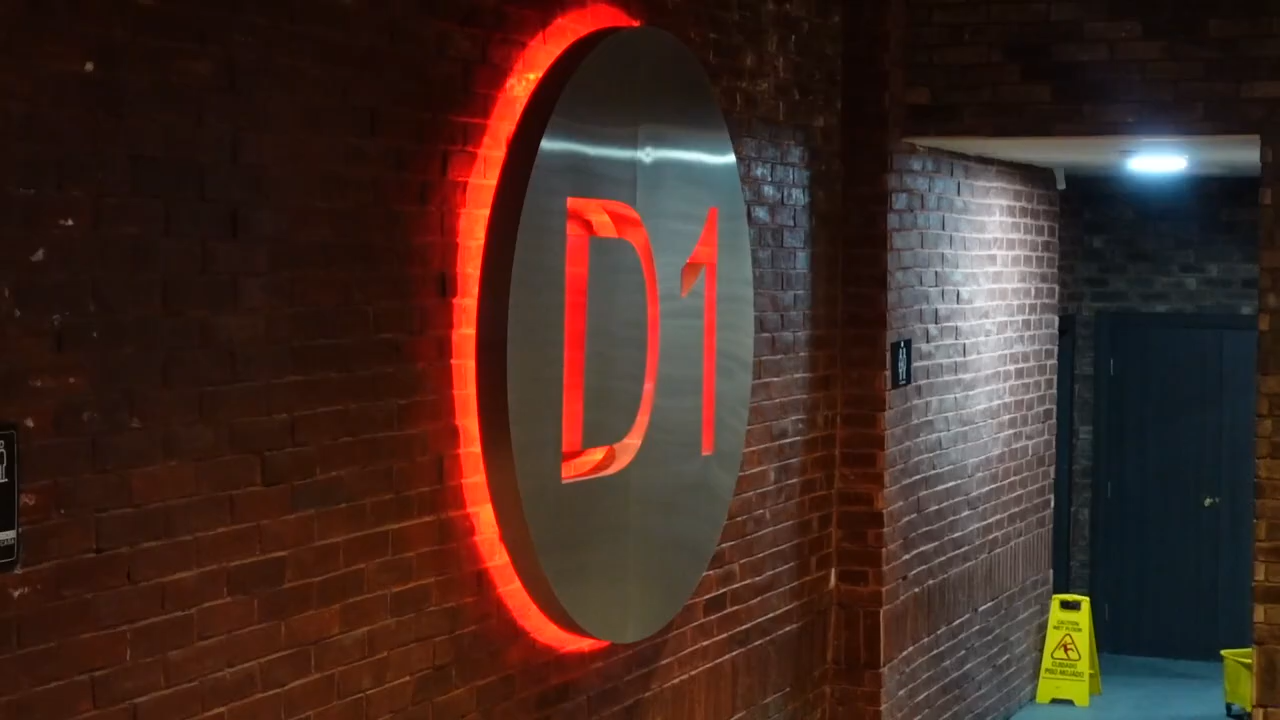 D1
CAUTION
WET FLOOR
CUIDADO
PISO MOJADO